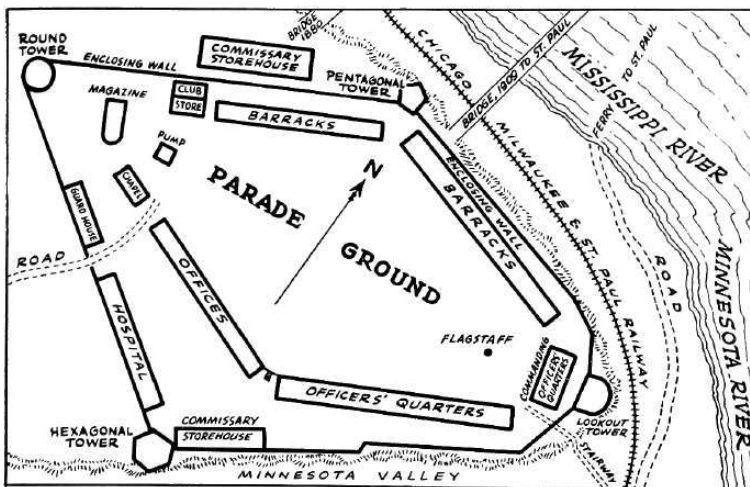 ROUND
TOWER
ENCLOSING WALL
COMMISSARY
STOREHOUSE
BRIDGE
1880
CHICAGO
MILWAUKEE & ST. PAUL RAILWAY
BRIDGE, 1909 TO ST. PAUL
MISSISSIPPI RIVER
FERRY TO ST. PAUL
PENTAGONAL
TOWER
MAGAZINE
CLUB
STORE
BARRACKS
PUMP
CHAPEL
GUARD HOUSE
N
PARADE
GROUND
ENCLOSING WALL
BARRACKS
ROAD
ROAD
MINNESOTA RIVER
HOSPITAL
OFFICES
FLAGSTAFF
COMMANDING
OFFICERS'
QUARTERS
OFFICERS' QUARTERS
HEXAGONAL
TOWER
COMMISSARY
STOREHOUSE
LOOKOUT
TOWER
STAIRWAY
MINNESOTA VALLEY